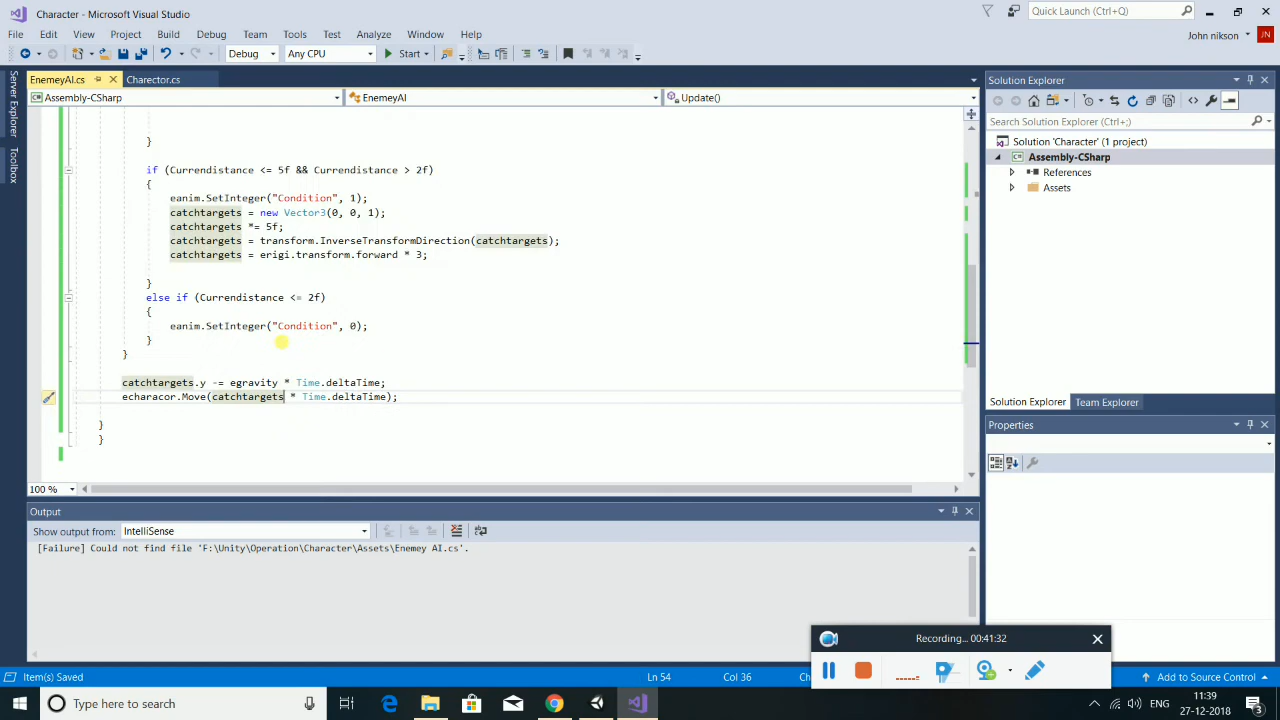 Character - Microsoft Visual Studio
Quick Launch (Ctrl+Q)
File Edit View Project Build Debug Team Tools Test Analyze Window Help
John nikson JN
Debug Any CPU Start
Server Explorer
Toolbox
EnemeyAI.cs Charector.cs
Assembly-CSharp EnemeyAI Update()
}
if (Currendistance <= 5f && Currendistance > 2f)
{
eanim.SetInteger("Condition", 1);
catchtargets = new Vector3(0, 0, 1);
catchtargets *= 5f;
catchtargets = transform.InverseTransformDirection(catchtargets);
catchtargets = erigi.transform.forward * 3;
}
else if (Currendistance <= 2f)
{
eanim.SetInteger("Condition", 0);
}
}
catchtargets.y -= egravity * Time.deltaTime;
echaracor.Move(catchtargets * Time.deltaTime);
}
}
100 %
Output
Show output from: IntelliSense
[Failure] Could not find file 'F:\Unity\Operation\Character\Assets\Enemey AI.cs'.
Solution Explorer
Search Solution Explorer (Ctrl+;)
Solution 'Character' (1 project)
Assembly-CSharp
References
Assets
Solution Explorer Team Explorer
Properties
Recording... 00:41:32
Item(s) Saved Ln 54 Col 36 Add to Source Control
Type here to search
ENG 11:39
27-12-2018
3